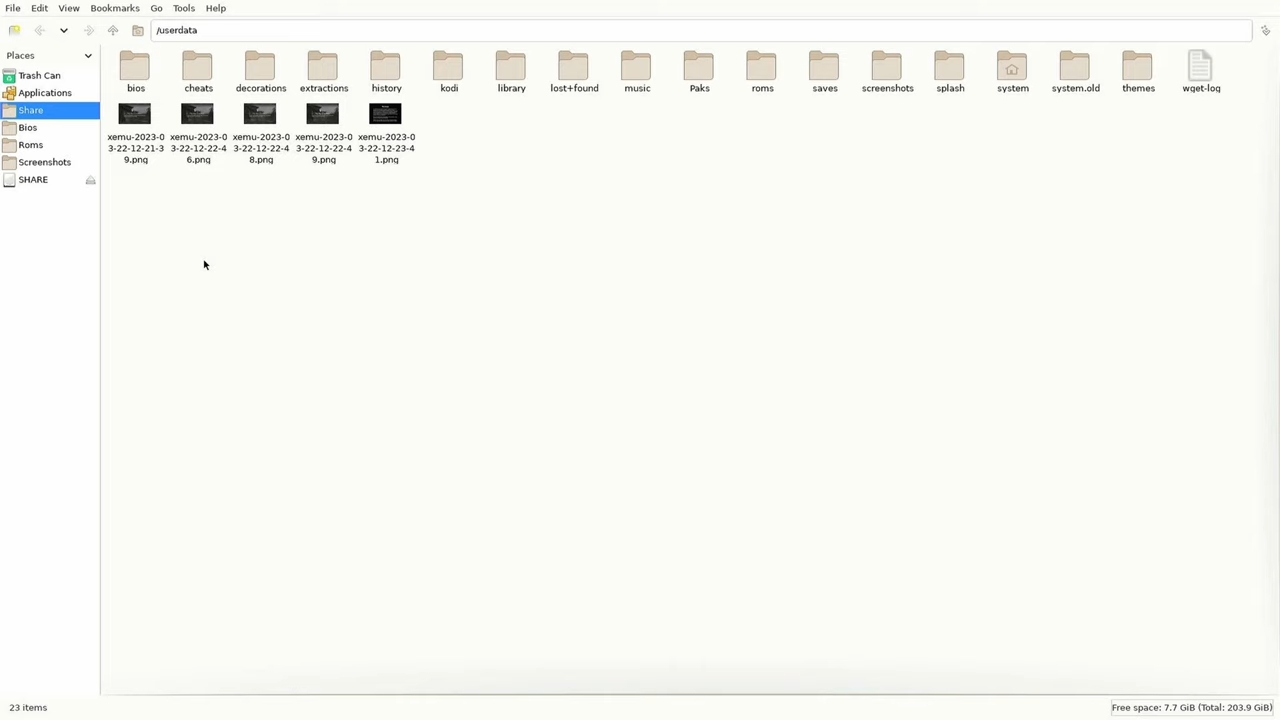 File Edit View Bookmarks Go Tools Help
/userdata
Places
Trash Can
Applications
Share
Bios
Roms
Screenshots
SHARE
bios cheats decorations extractions history kodi library lost+found music Paks roms saves screenshots splash system system.old themes wget-log
xemu-2023-0 xemu-2023-0 xemu-2023-0 xemu-2023-0 xemu-2023-0
3-22-12-21-3 3-22-12-22-4 3-22-12-22-4 3-22-12-22-4 3-22-12-23-4
9.png 6.png 8.png 9.png 1.png
23 items
Free space: 7.7 GiB (Total: 203.9 GiB)